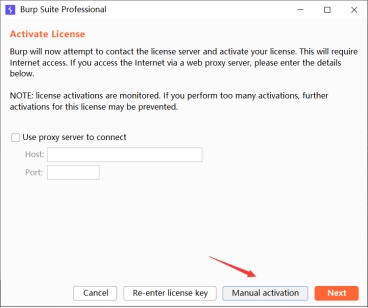 Burp Suite Professional
Activate License
Burp will now attempt to contact the license server and activate your license. This will require
Internet access. If you access the Internet via a web proxy server, please enter the details
below.
NOTE: license activations are monitored. If you perform too many activations, further
activations for this license may be prevented.
Use proxy server to connect
Host:
Port:
Cancel
Re-enter license key
Manual activation
Next